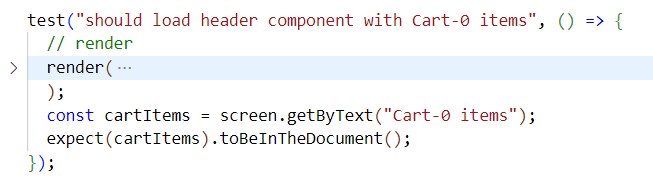 test("should load header component with Cart-0 items", () => {
// render
render(⋯
);
const cartItems = screen.getByText("Cart-0 items");
expect(cartItems).toBeInTheDocument();
});